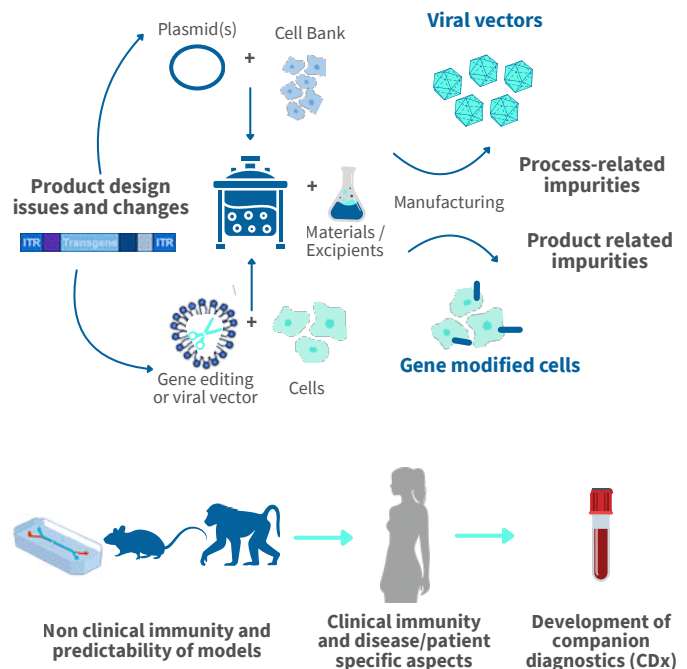 Plasmid(s)
+
Cell Bank
Viral vectors
Product design
issues and changes
ITR Transgene ITR
+
Materials /
Excipients
Manufacturing
Process-related
impurities
Product related
impurities
+
Gene editing
or viral vector
Cells
Gene modified cells
Non clinical immunity and
predictability of models
Clinical immunity
and disease/patient
specific aspects
Development of
companion
diagnostics (CDx)